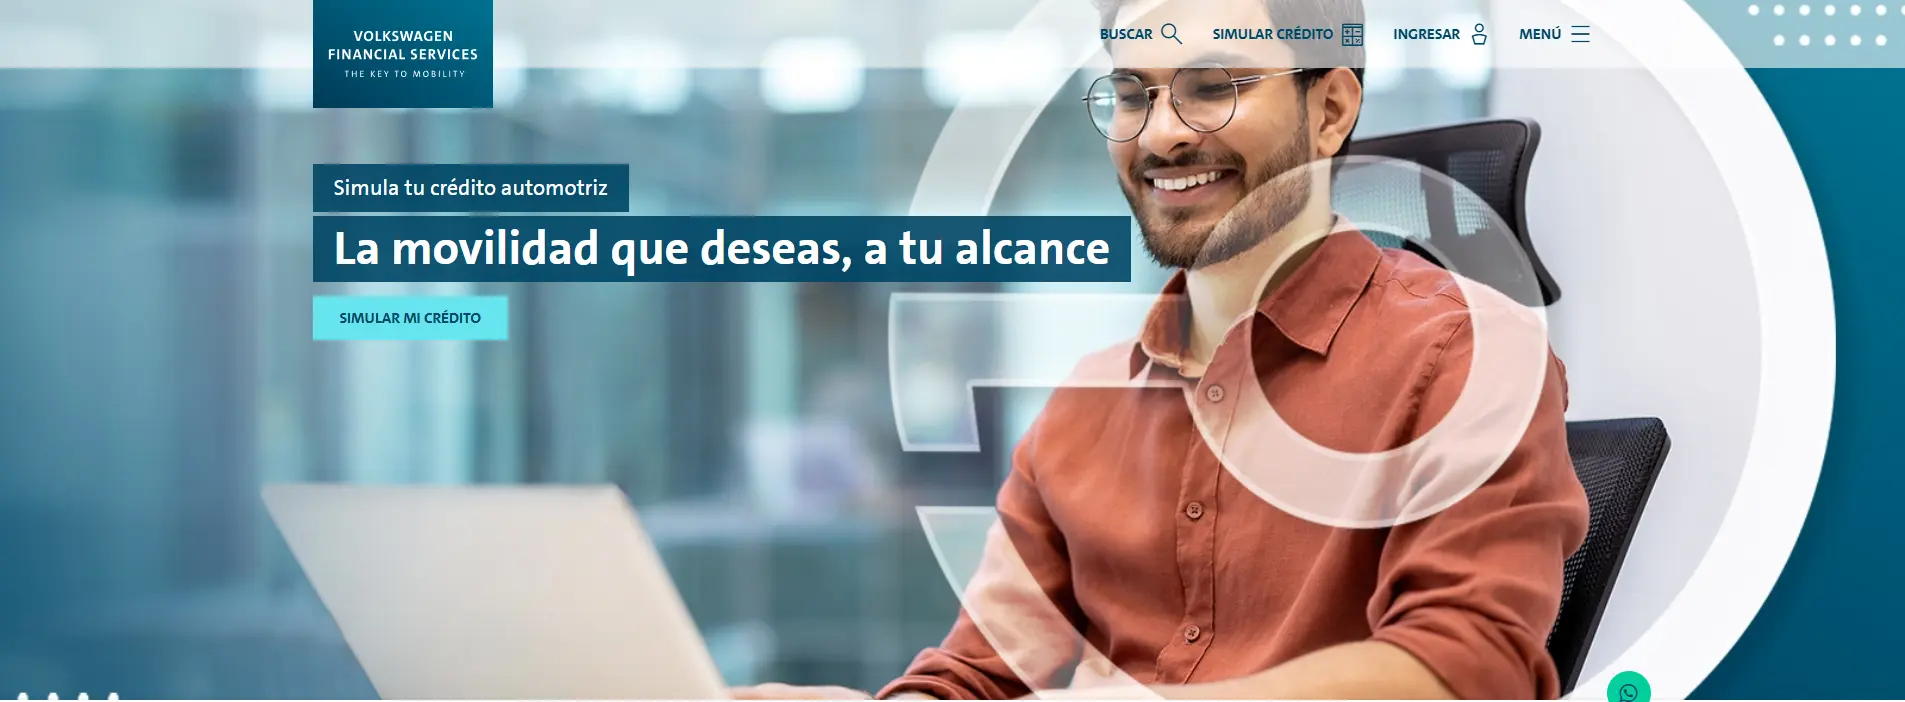 VOLKSWAGEN
FINANCIAL SERVICES
THE KEY TO MOBILITY
BUSCAR
SIMULAR CRÉDITO
INGRESAR
MENÚ
Simula tu crédito automotriz
La movilidad que deseas, a tu alcance
SIMULAR MI CRÉDITO